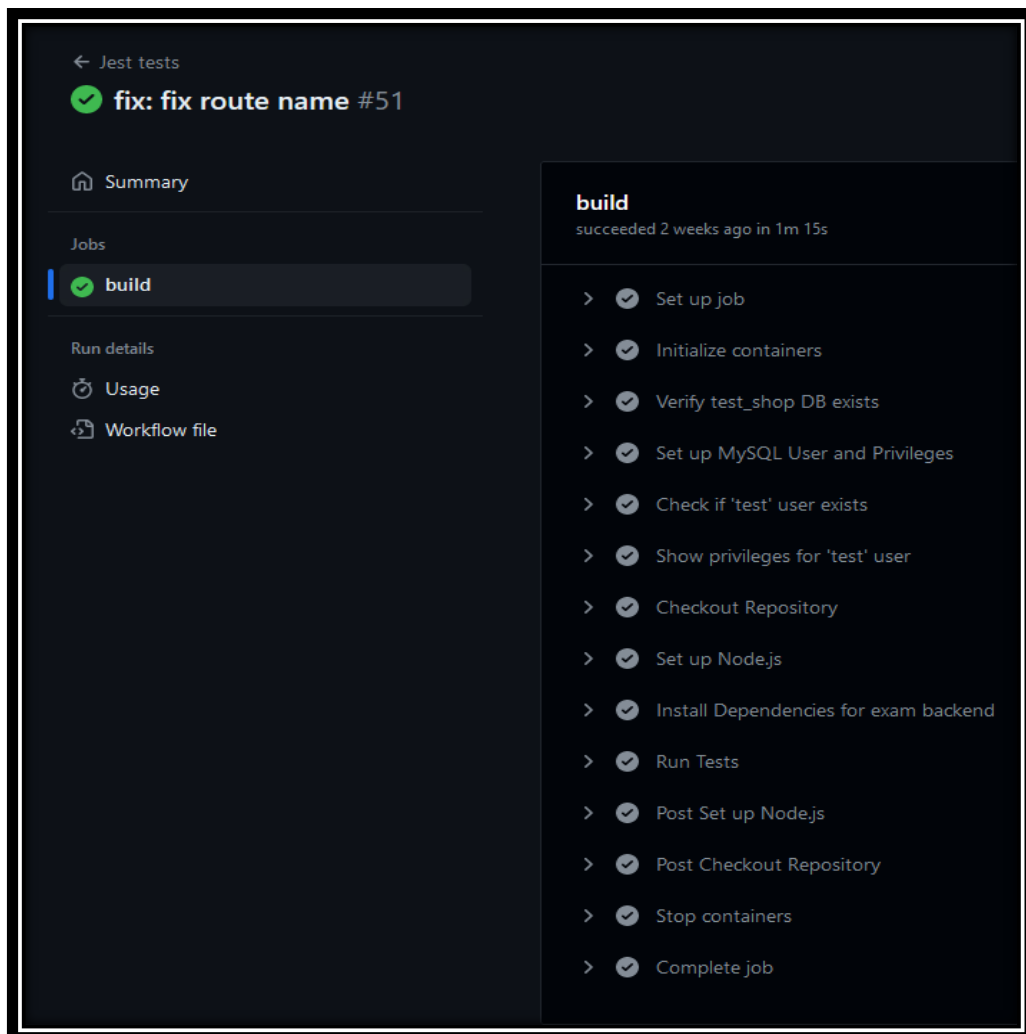 Jest tests
fix: fix route name #51
Summary
Jobs
build
Run details
Usage
Workflow file
build
succeeded 2 weeks ago in 1m 15s
Set up job
Initialize containers
Verify test_shop DB exists
Set up MySQL User and Privileges
Check if 'test' user exists
Show privileges for 'test' user
Checkout Repository
Set up Node.js
Install Dependencies for exam backend
Run Tests
Post Set up Node.js
Post Checkout Repository
Stop containers
Complete job